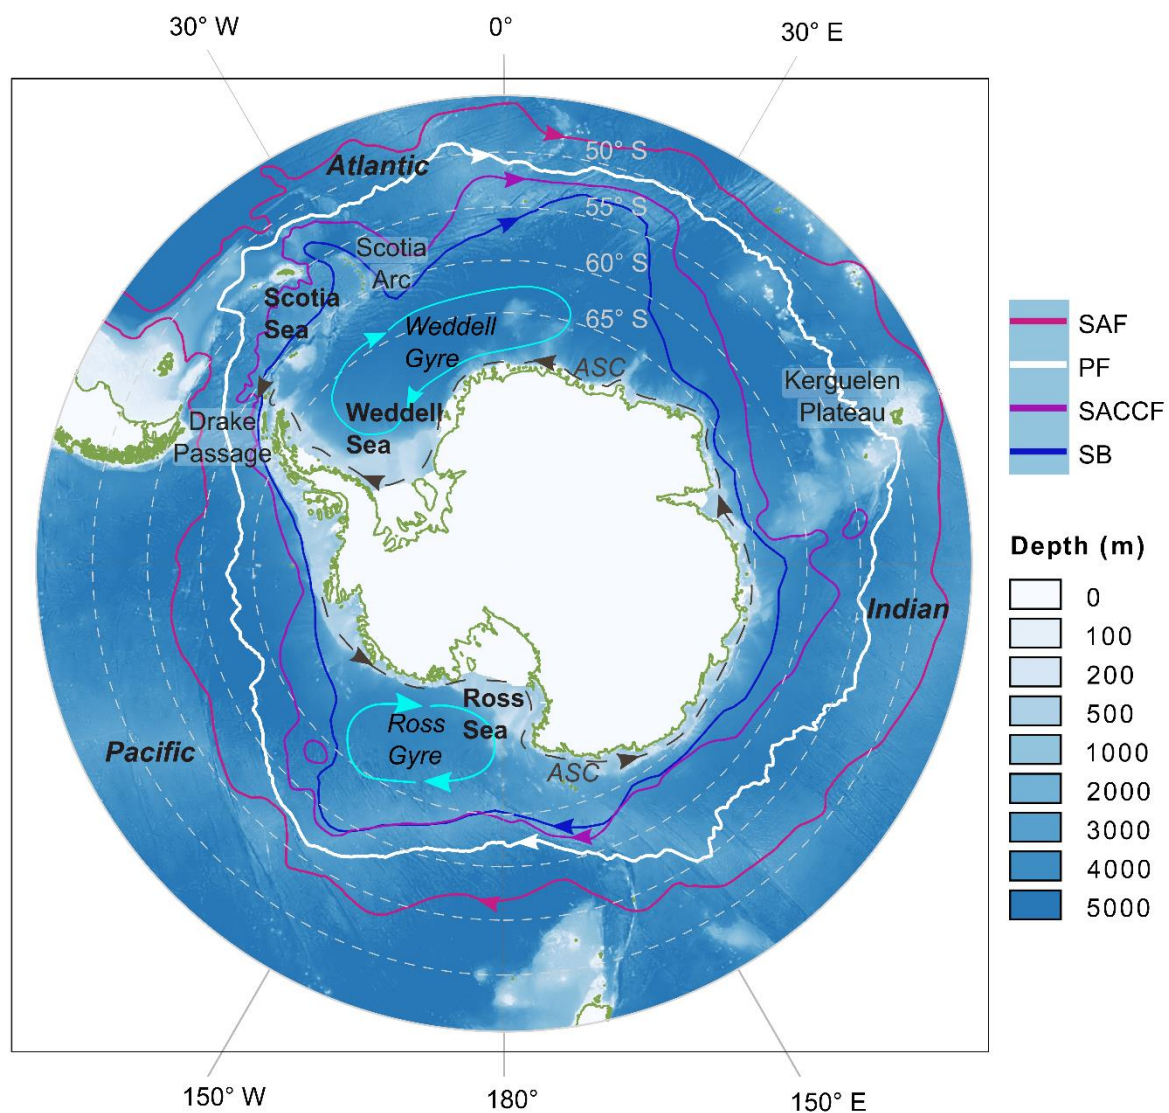 30° W
0°
30° E
Atlantic
50° S
55° S
60° S
65° S
Scotia
Arc
Scotia
Sea
Weddell
Gyre
ASC
Kerguelen
Plateau
Drake
Passage
Weddell
Sea
Indian
Ross
Sea
Ross
Gyre
Pacific
ASC
150° W
180°
150° E
SAF
PF
SACCF
SB
Depth (m)
0
100
200
500
1000
2000
3000
4000
5000